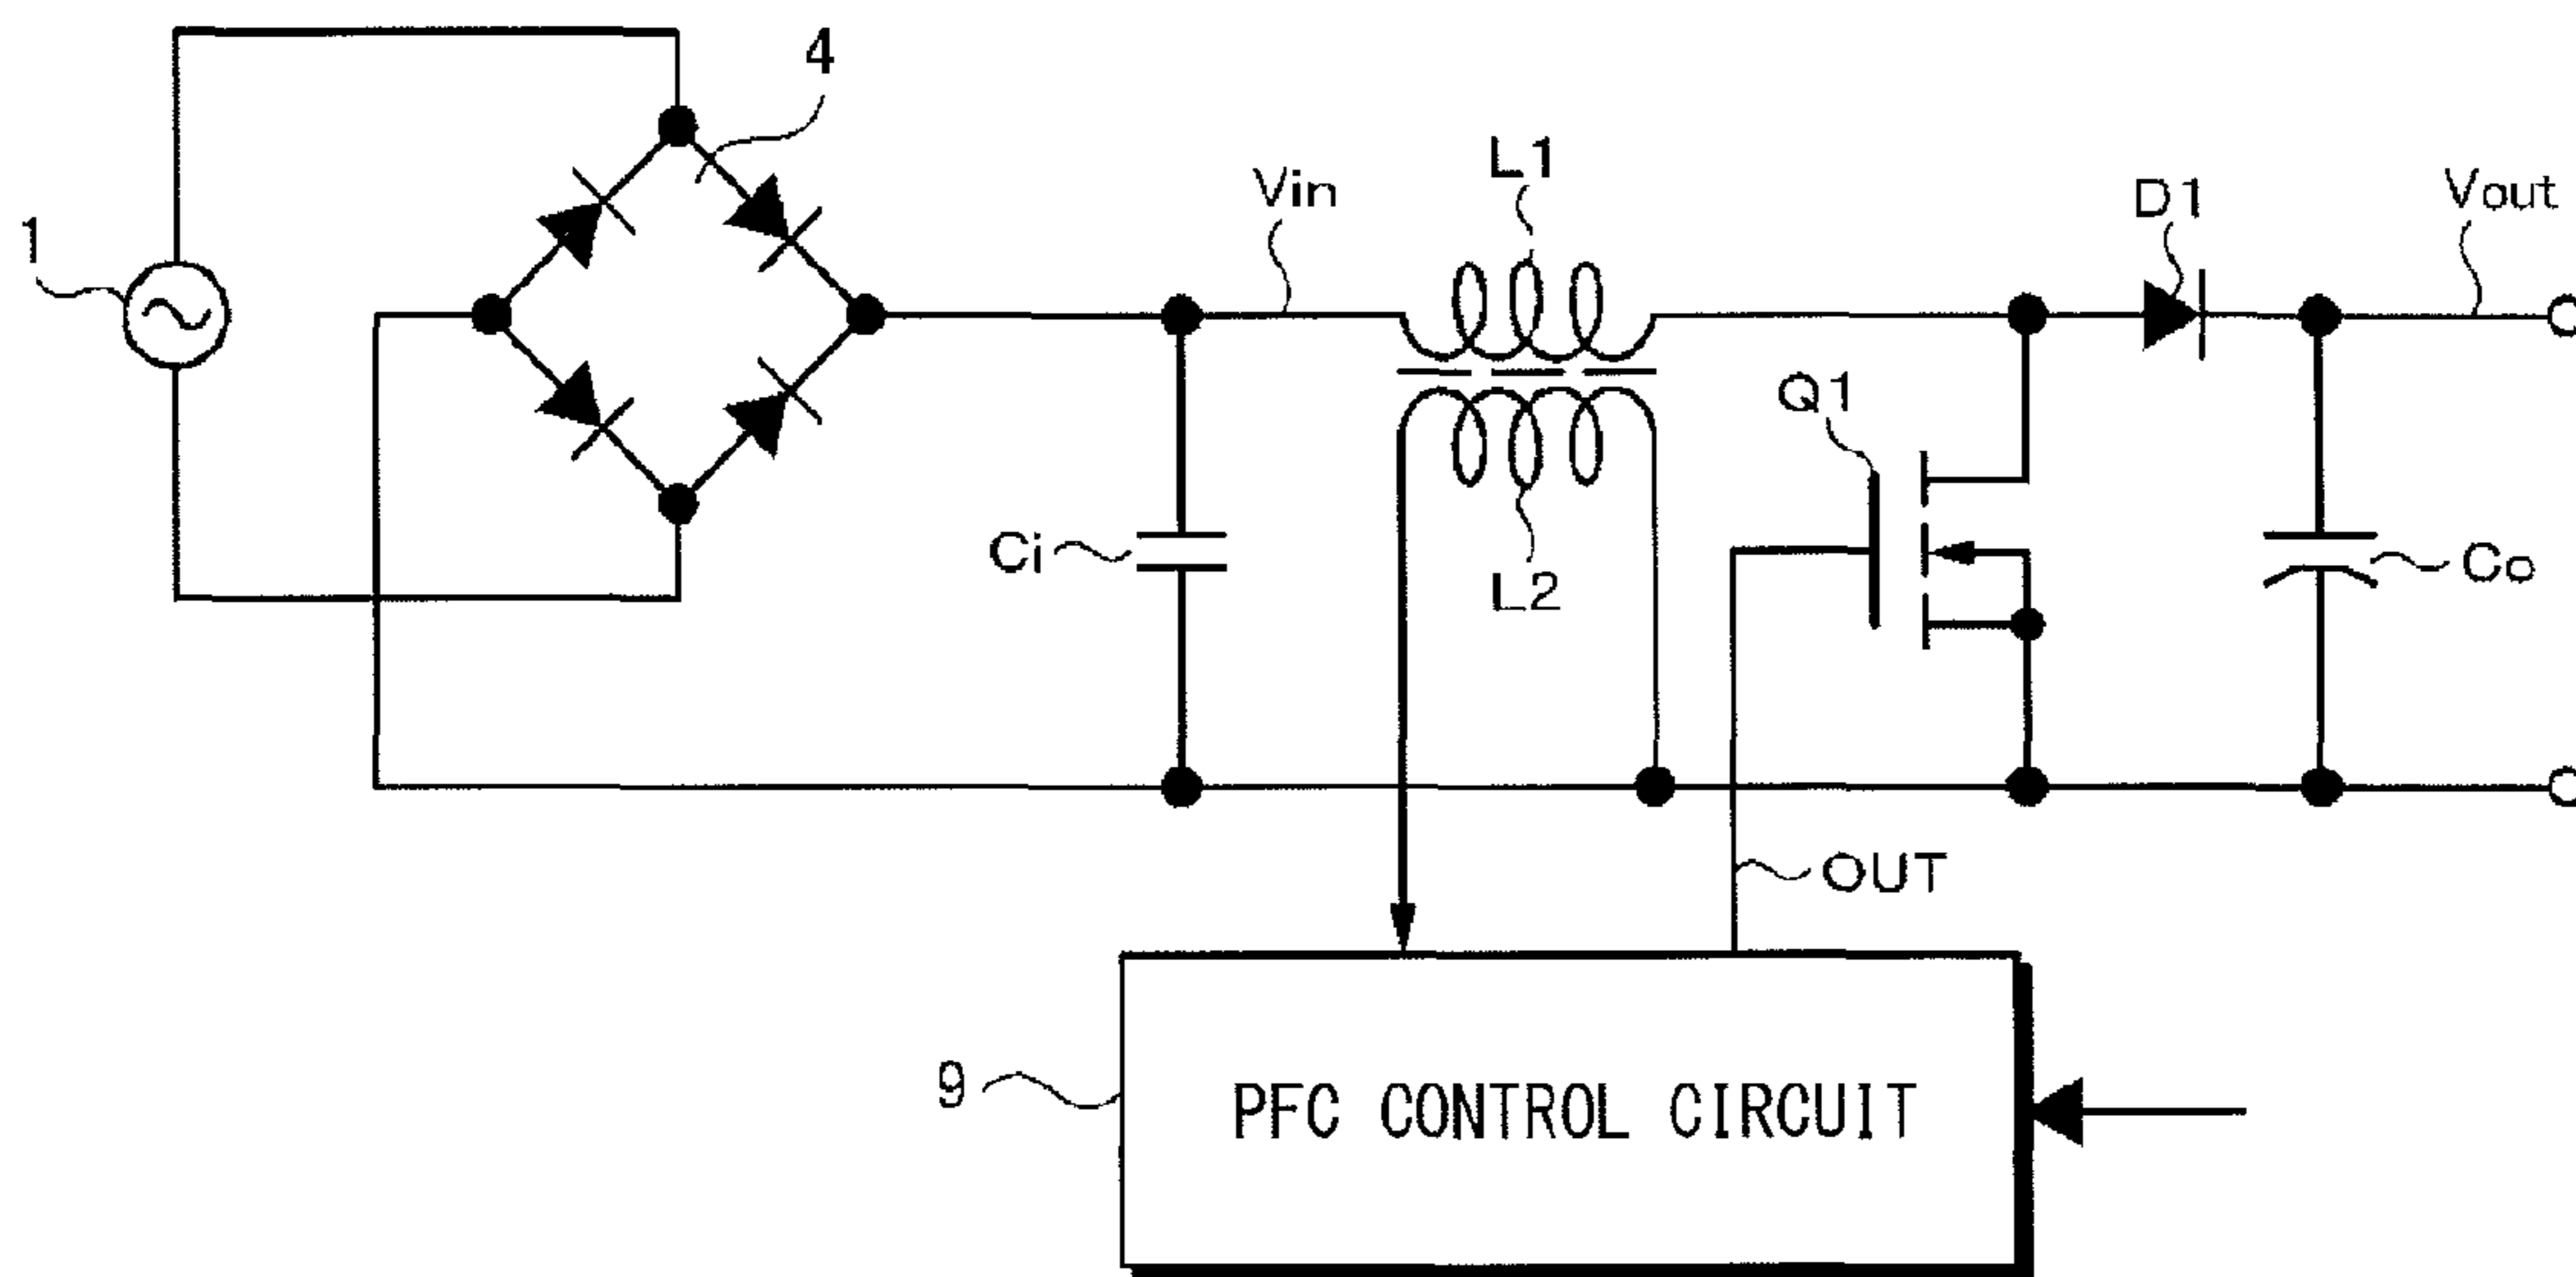 4
1
Vin
L1
D1
Vout
Q1
Ci
L2
Co
OUT
9
PFC CONTROL CIRCUIT